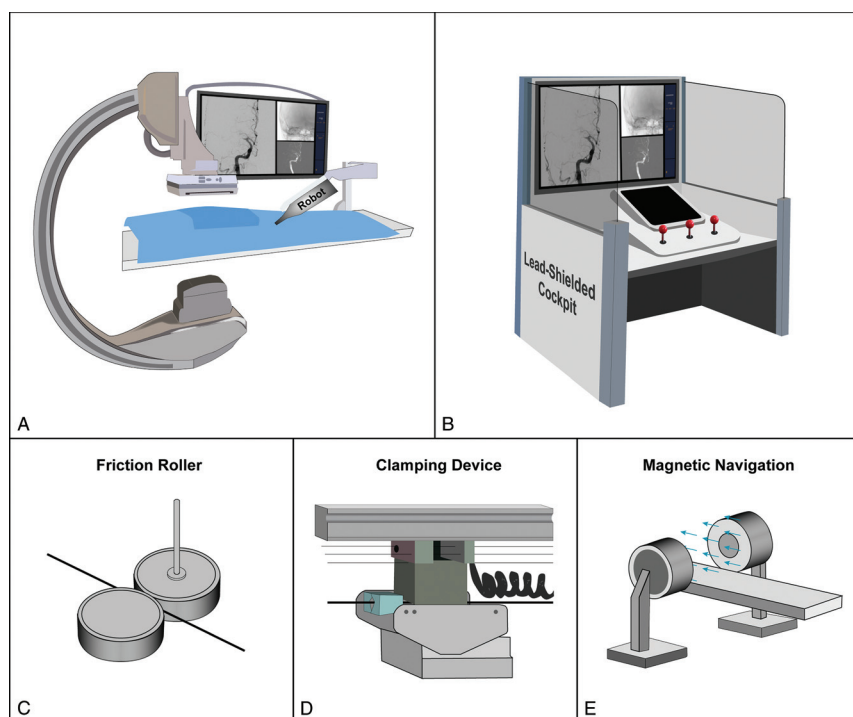 Robot
A
Lead-Shielded
Cockpit
B
Friction Roller
C
Clamping Device
D
Magnetic Navigation
E